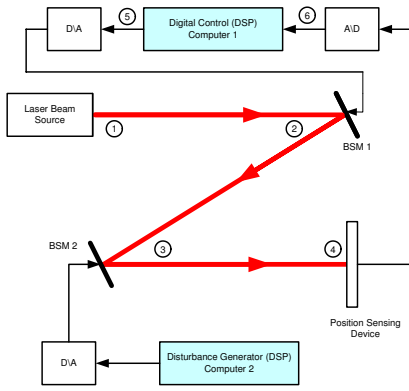 D\A
5
Digital Control (DSP)
Computer 1
6
A\D
Laser Beam
Source
1
2
BSM 1
BSM 2
3
4
Position Sensing
Device
D\A
Disturbance Generator (DSP)
Computer 2